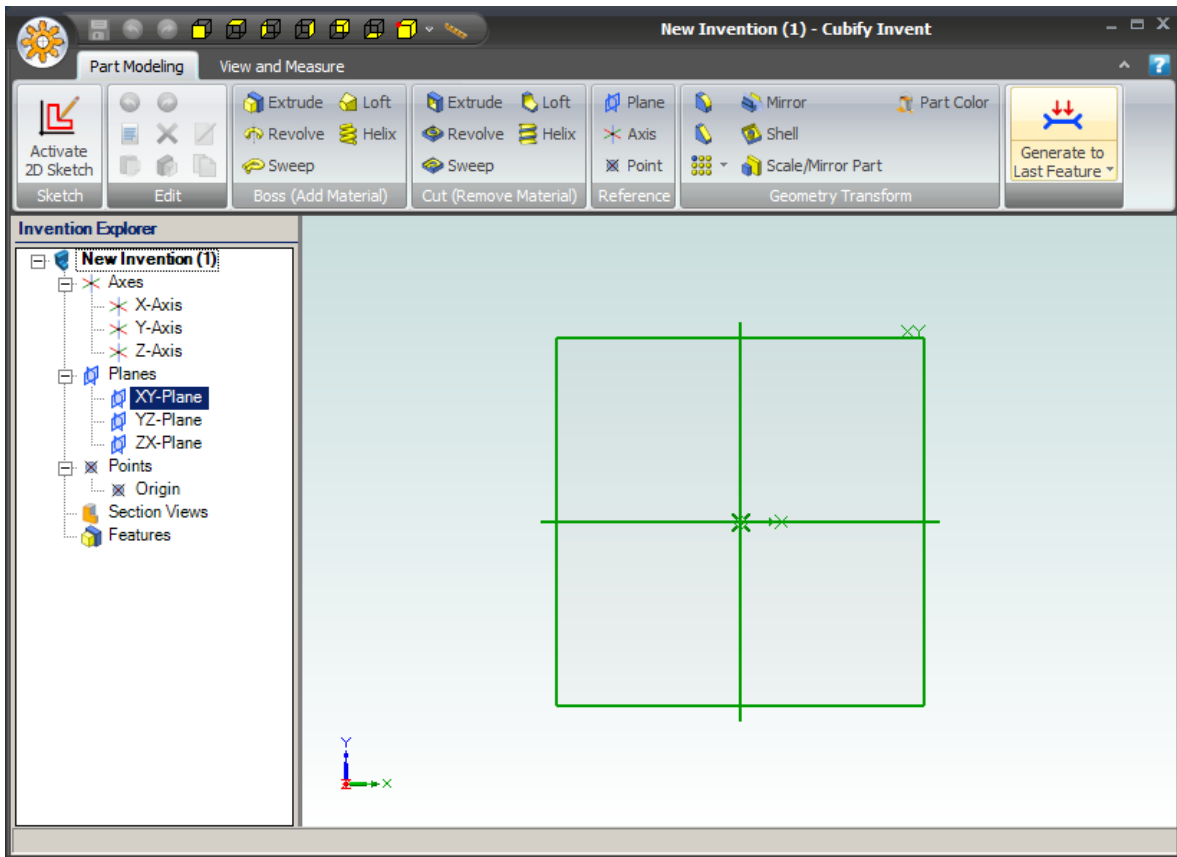 New Invention (1) - Cubify Invent
Part Modeling View and Measure
Extrude Loft Extrude Loft Plane Mirror Part Color
Revolve Helix Revolve Helix Axis Shell
Activate
2D Sketch
Sweep Sweep Point Scale/Mirror Part
Generate to
Last Feature
Sketch Edit Boss (Add Material) Cut (Remove Material) Reference Geometry Transform
Invention Explorer
New Invention (1)
Axes
X-Axis
Y-Axis
Z-Axis
Planes
XY-Plane
YZ-Plane
ZX-Plane
Points
Origin
Section Views
Features
XY
X
Y
X